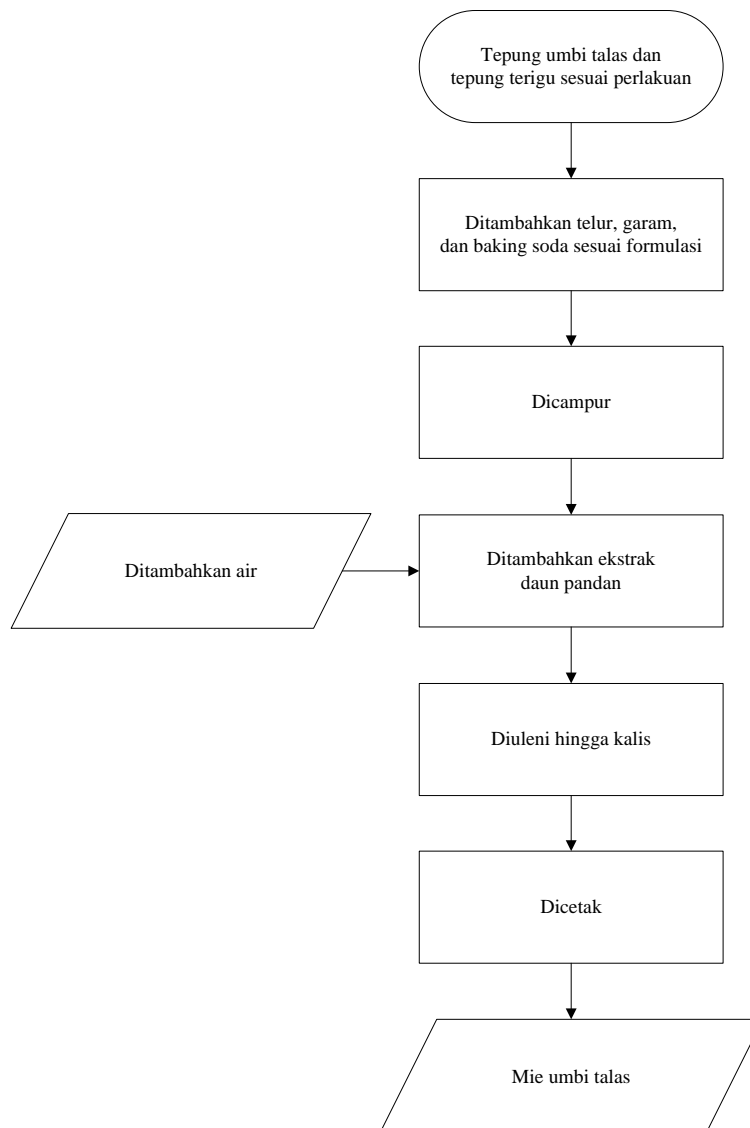 Tepung umbi talas dan
tepung terigu sesuai perlakuan
Ditambahkan telur, garam,
dan baking soda sesuai formulasi
Dicampur
Ditambahkan air
Ditambahkan ekstrak
daun pandan
Diuleni hingga kalis
Dicetak
Mie umbi talas